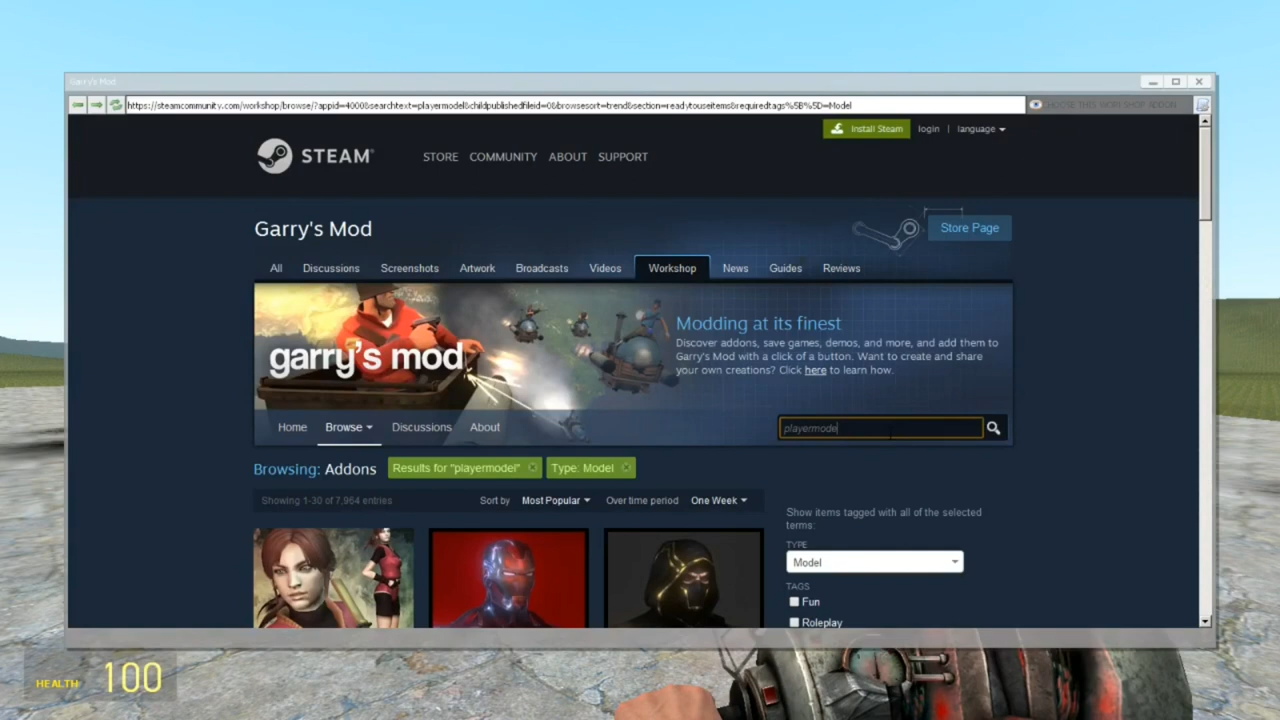 Garry's Mod
https://steamcommunity.com/workshop/browse/?appid=4000&searchtext=playermodel&childpublishedfileid=0&browsesort=trend&section=readytouseitems&requiredtags%5B%5D=Model
CHOOSE THIS WORKSHOP ADDON
Install Steam login | language
STEAM®
STORE COMMUNITY ABOUT SUPPORT
Garry's Mod
Store Page
All Discussions Screenshots Artwork Broadcasts Videos Workshop News Guides Reviews
garry's mod
Modding at its finest
Discover addons, save games, demos, and more, and add them to
Garry's Mod with a click of a button. Want to create and share
your own creations? Click here to learn how.
Home Browse Discussions About
playermodel
Browsing: Addons Results for "playermodel" Type: Model
Showing 1-30 of 7,964 entries
Sort by Most Popular Over time period One Week
Show items tagged with all of the selected
terms:
TYPE
Model
TAGS
Fun
Roleplay
HEALTH 100